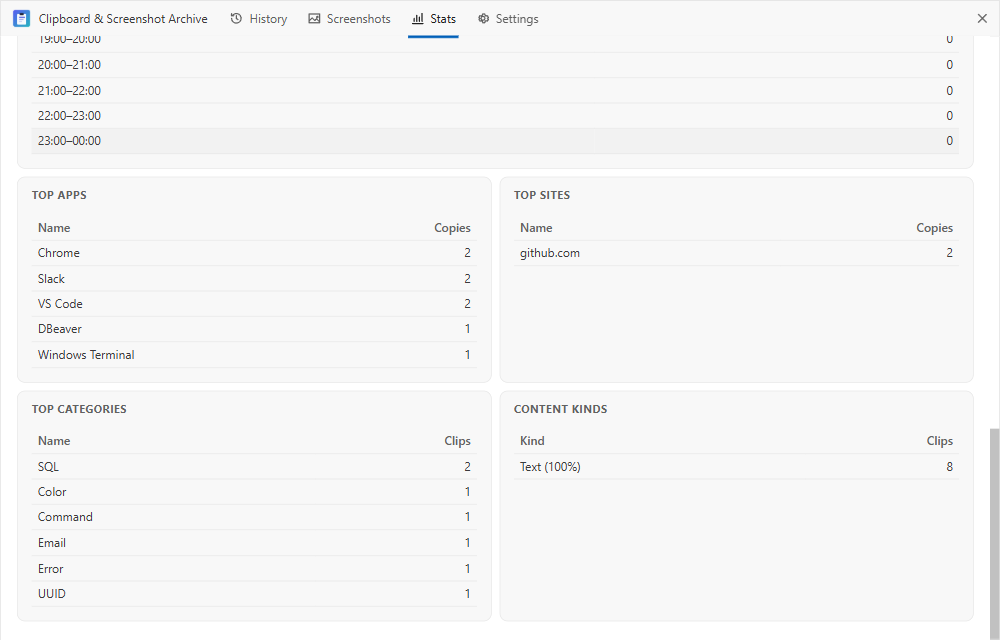 Clipboard & Screenshot Archive History Screenshots Stats Settings
19:00–20:00 0
20:00–21:00 0
21:00–22:00 0
22:00–23:00 0
23:00–00:00 0
TOP APPS
Name Copies
Chrome 2
Slack 2
VS Code 2
DBeaver 1
Windows Terminal 1
TOP SITES
Name Copies
github.com 2
TOP CATEGORIES
Name Clips
SQL 2
Color 1
Command 1
Email 1
Error 1
UUID 1
CONTENT KINDS
Kind Clips
Text (100%) 8